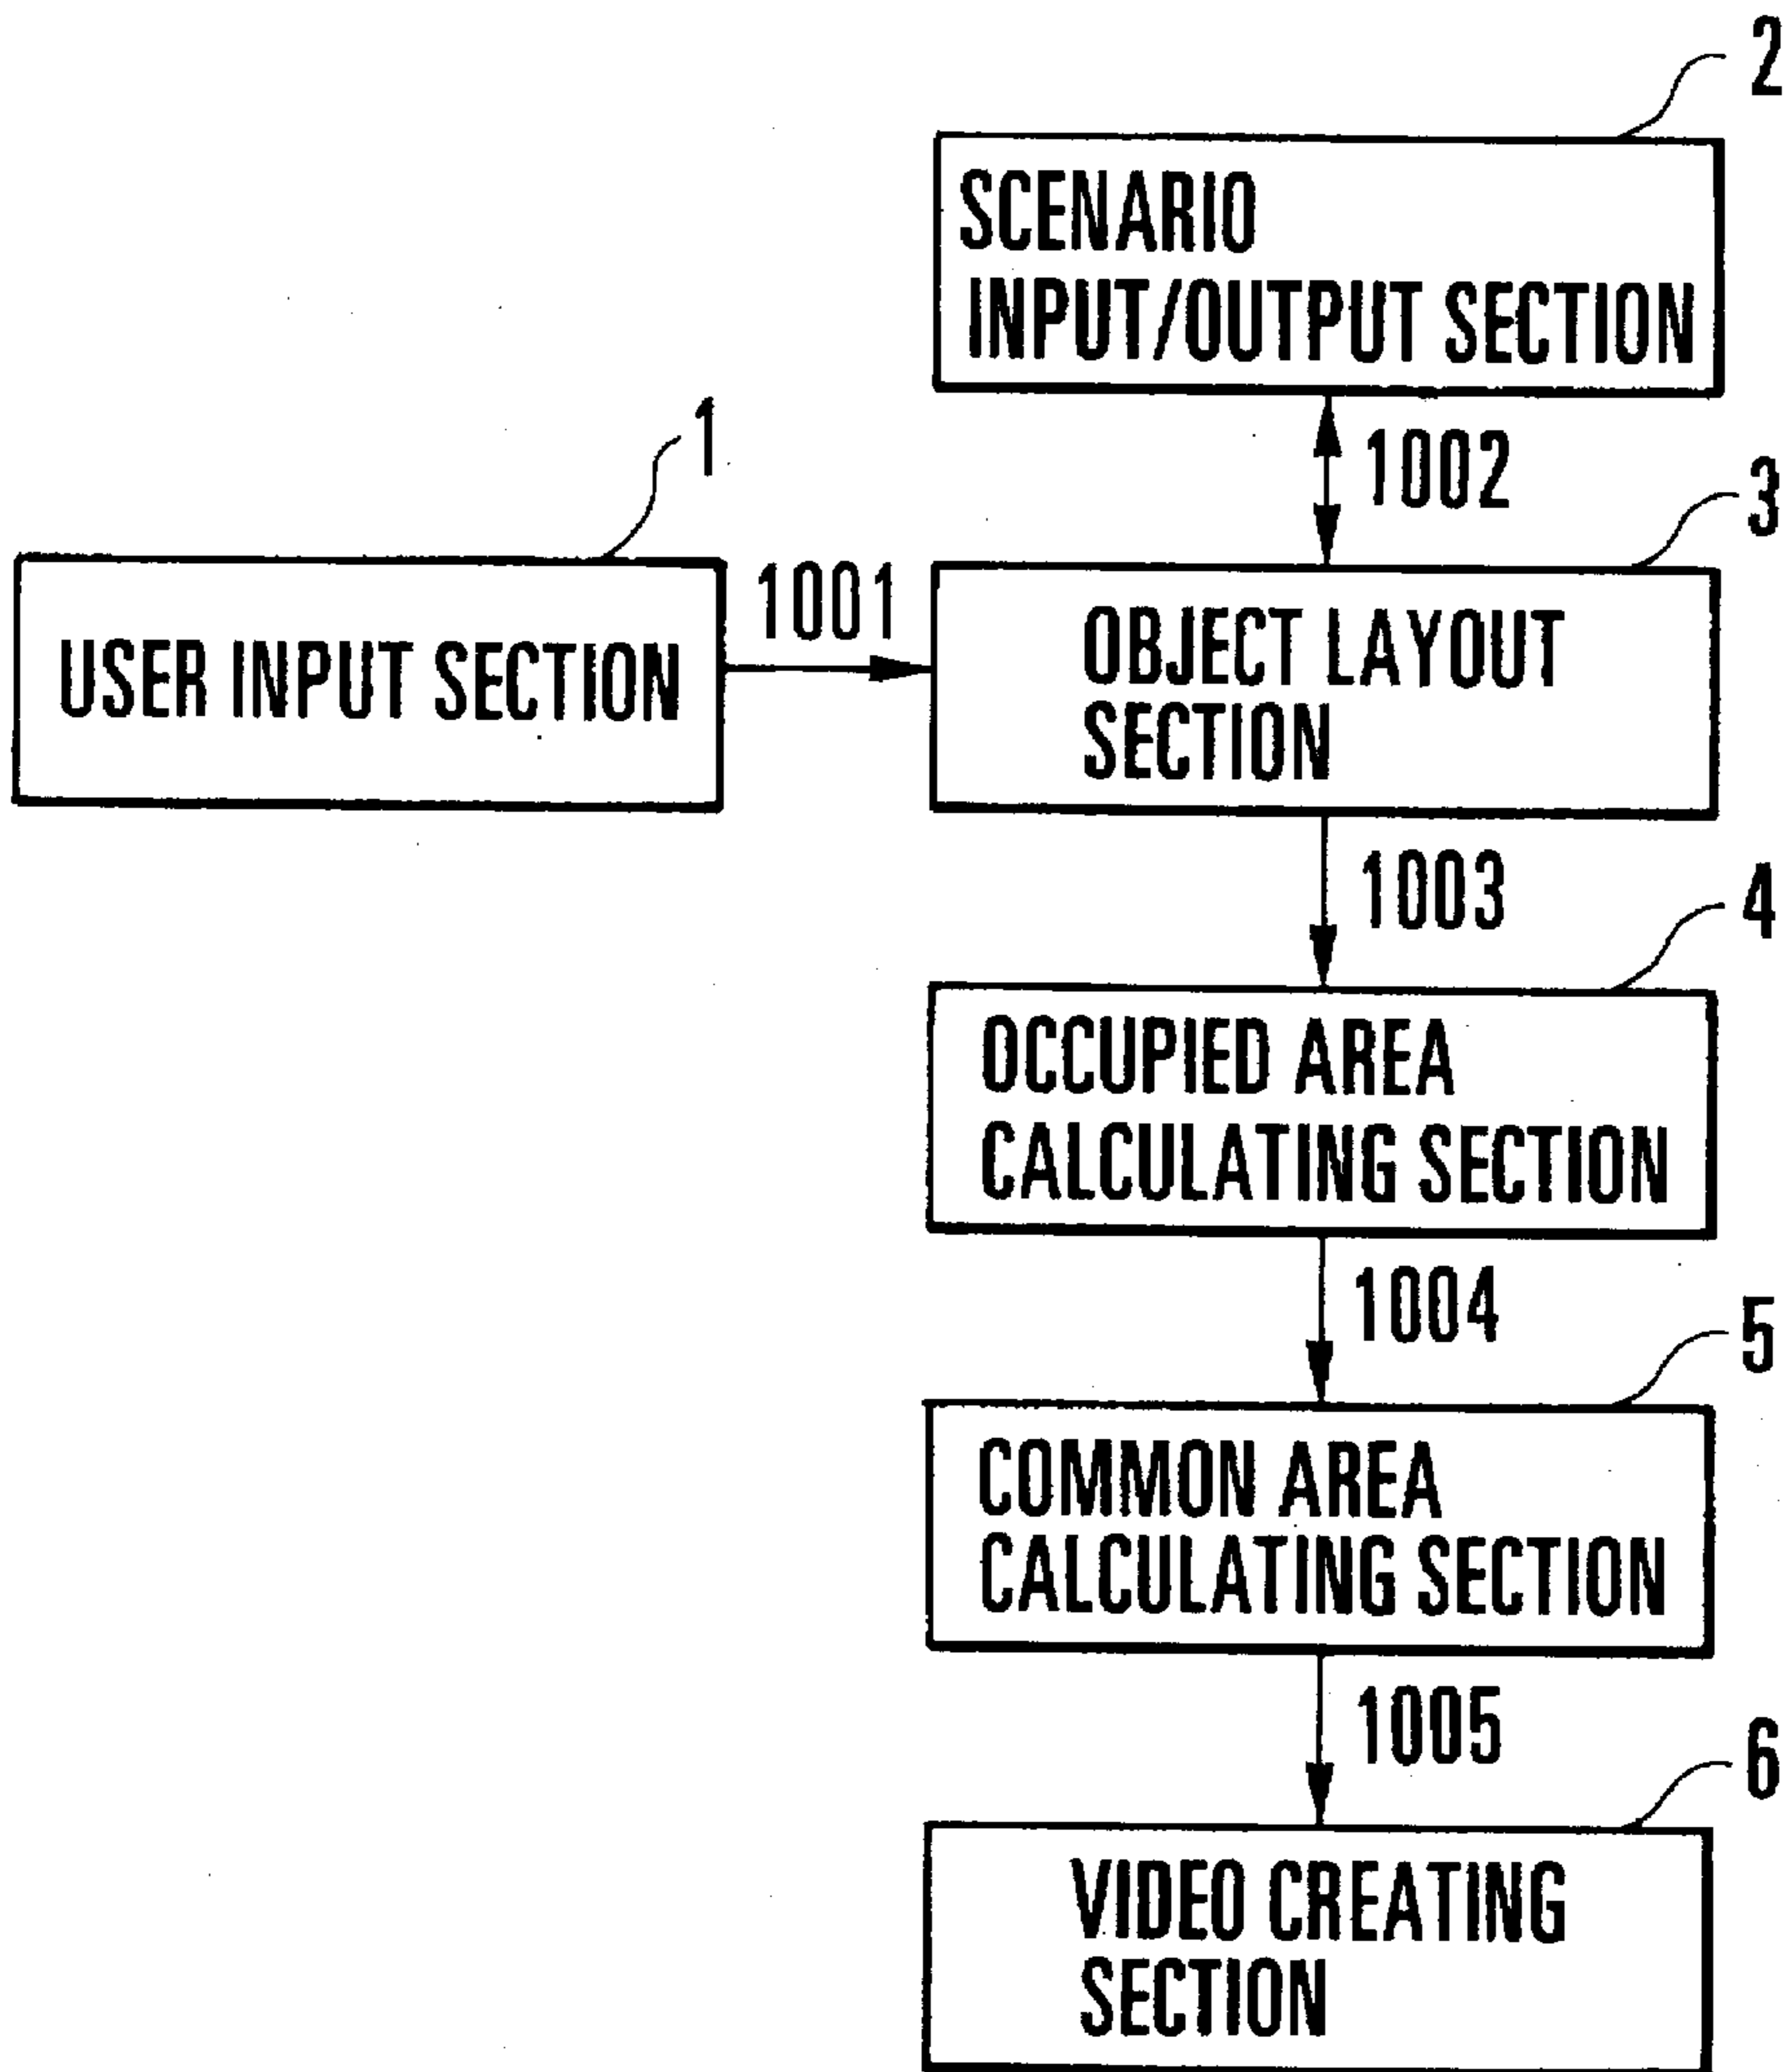 2
SCENARIO
INPUT/OUTPUT SECTION
1
1002
3
USER INPUT SECTION
1001
OBJECT LAYOUT
SECTION
1003
4
OCCUPIED AREA
CALCULATING SECTION
1004
5
COMMON AREA
CALCULATING SECTION
1005
6
VIDEO CREATING
SECTION